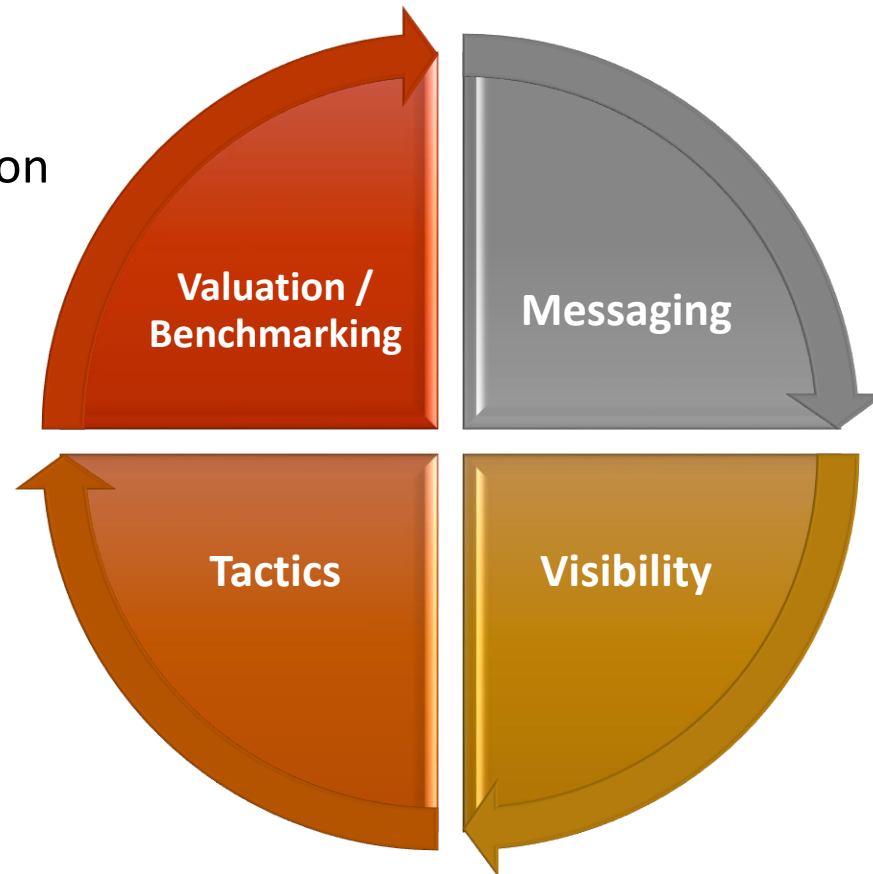 on
Valuation /
Benchmarking
Messaging
Tactics
Visibility